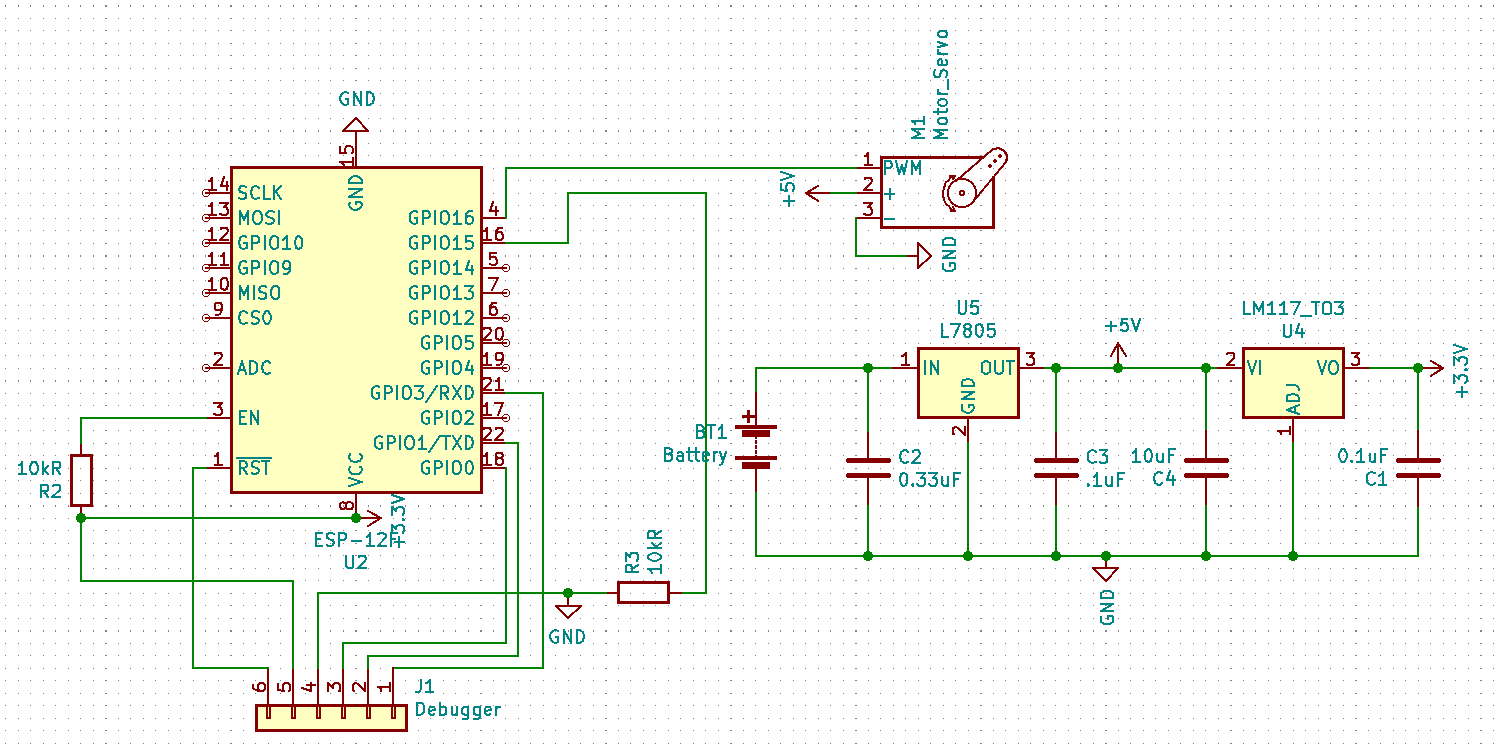 GND
15
GND
14 SCLK
13 MOSI
12 GPIO10
11 GPIO9
10 MISO
9 CS0
2 ADC
3 EN
1 RST
GPIO16 4
GPIO15 16
GPIO14 5
GPIO13 7
GPIO12 6
GPIO5 20
GPIO4 19
GPIO3/RXD 21
GPIO2 17
GPIO1/TXD 22
GPIO0 18
VCC
8
+3.3V
ESP-12F
U2
10kR
R2
M1
Motor_Servo
1 PWM
2 +
3 -
+5V
GND
U5
L7805
1 IN
OUT 3
GND
2
+5V
LM117_TO3
U4
2 VI
VO 3
ADJ
1
+3.3V
+
BT1
Battery
C2
0.33uF
C3
.1uF
10uF
C4
0.1uF
C1
GND
R3
10kR
GND
6 5 4 3 2 1
J1
Debugger